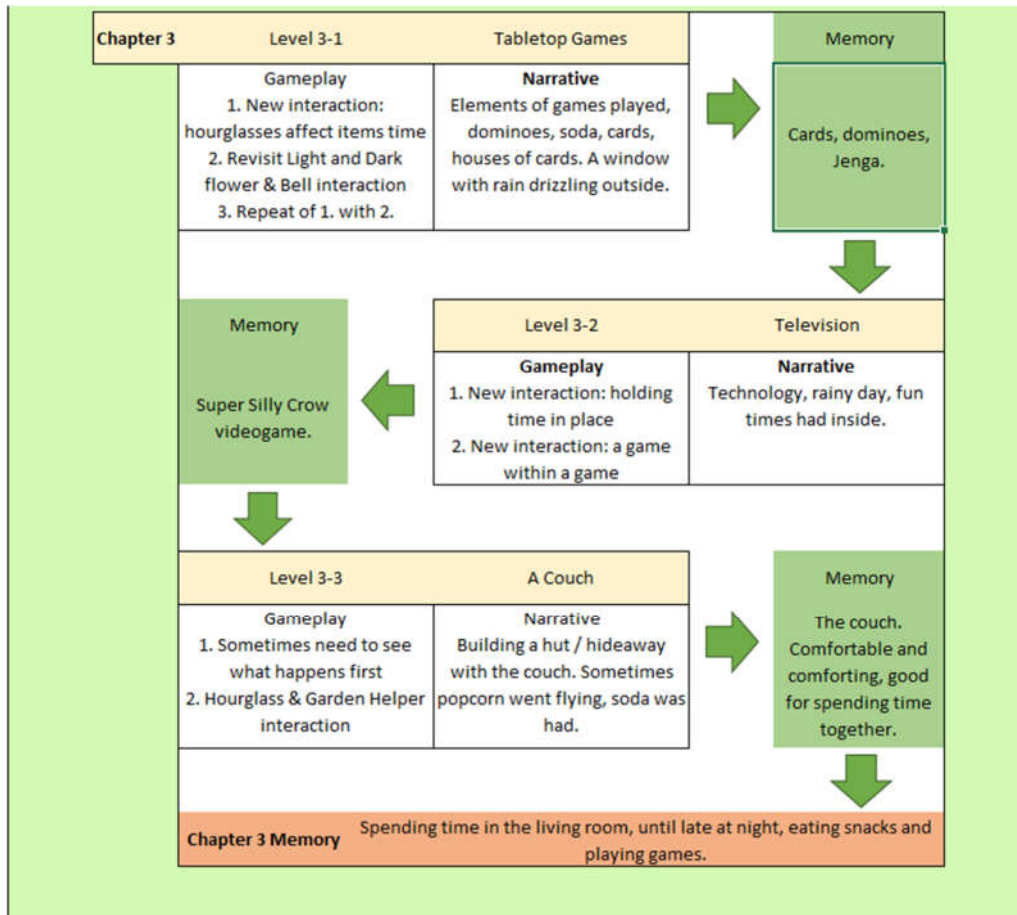 Chapter 3
Level 3-1
Tabletop Games
Gameplay
1. New interaction:
hourglasses affect items time
2. Revisit Light and Dark
flower & Bell interaction
3. Repeat of 1. with 2.
Narrative
Elements of games played,
dominoes, soda, cards,
houses of cards. A window
with rain drizzling outside.
Memory
Cards, dominoes,
Jenga.
Level 3-2
Television
Gameplay
1. New interaction: holding
time in place
2. New interaction: a game
within a game
Narrative
Technology, rainy day, fun
times had inside.
Memory
Super Silly Crow
videogame.
Level 3-3
A Couch
Gameplay
1. Sometimes need to see
what happens first
2. Hourglass & Garden Helper
interaction
Narrative
Building a hut / hideaway
with the couch. Sometimes
popcorn went flying, soda was
had.
Memory
The couch.
Comfortable and
comforting, good
for spending time
together.
Chapter 3 Memory
Spending time in the living room, until late at night, eating snacks and
playing games.